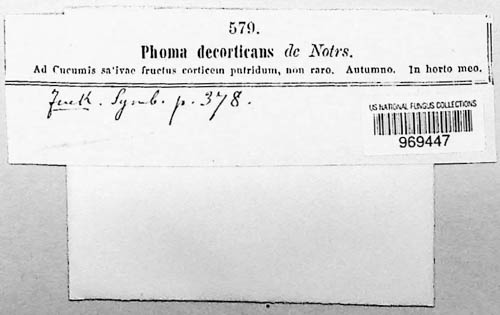 579.
Phoma decorticans de Notrs.
Ad Cucumis sa'ivae fructus corticem putridum, non raro. Autumno. In horto meo.
Fuck. Symb. p. 378.
US NATIONAL FUNGUS COLLECTIONS
969447